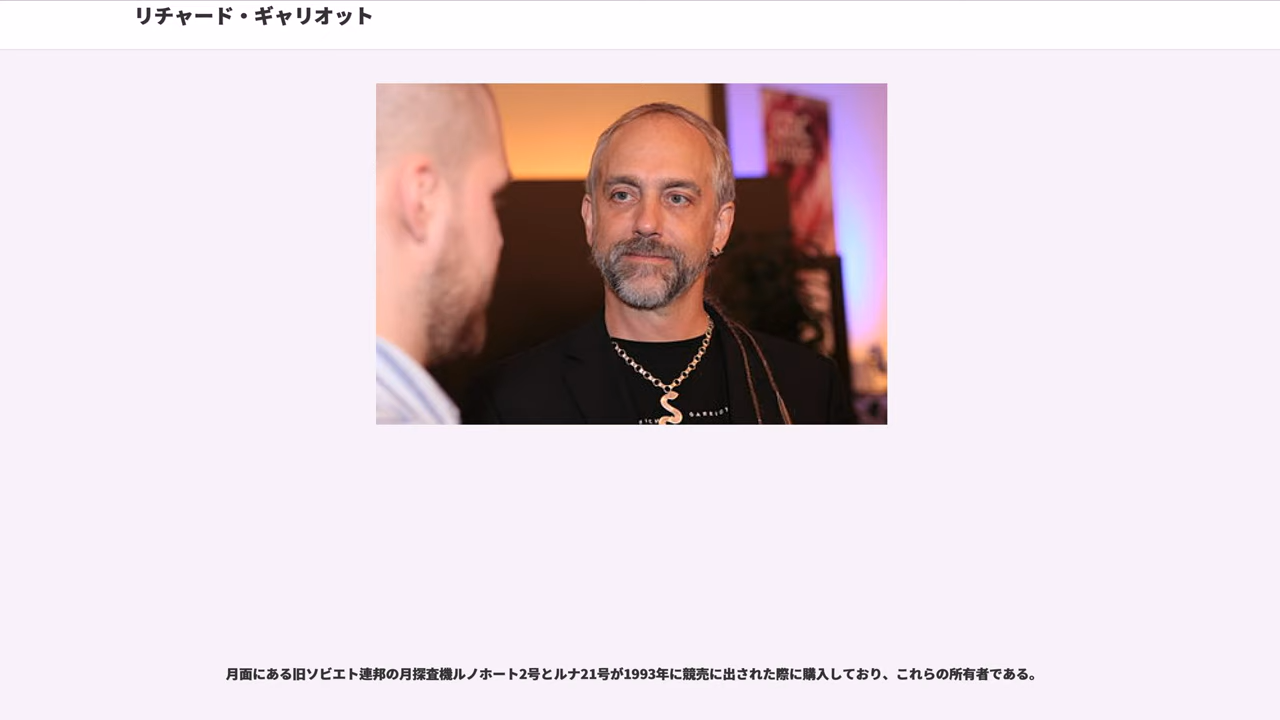 リチャード・ギャリオット
月面にある旧ソビエト連邦の月探査機ルノホート2号とルナ21号が1993年に競売に出された際に購入しており、これらの所有者である。